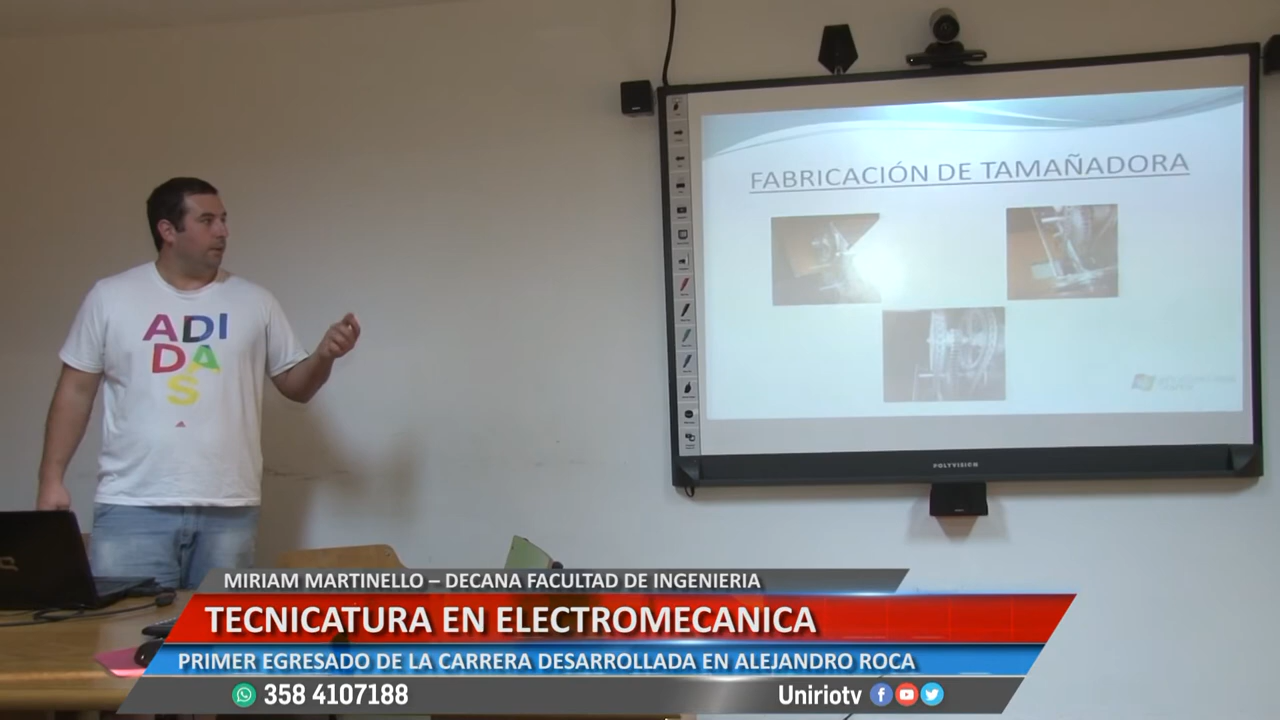 FABRICACIÓN DE TAMAÑADORA
ADI
DA
S
POLYVISION
MIRIAM MARTINELLO – DECANA FACULTAD DE INGENIERIA
TECNICATURA EN ELECTROMECANICA
PRIMER EGRESADO DE LA CARRERA DESARROLLADA EN ALEJANDRO ROCA
358 4107188
Uniriotv